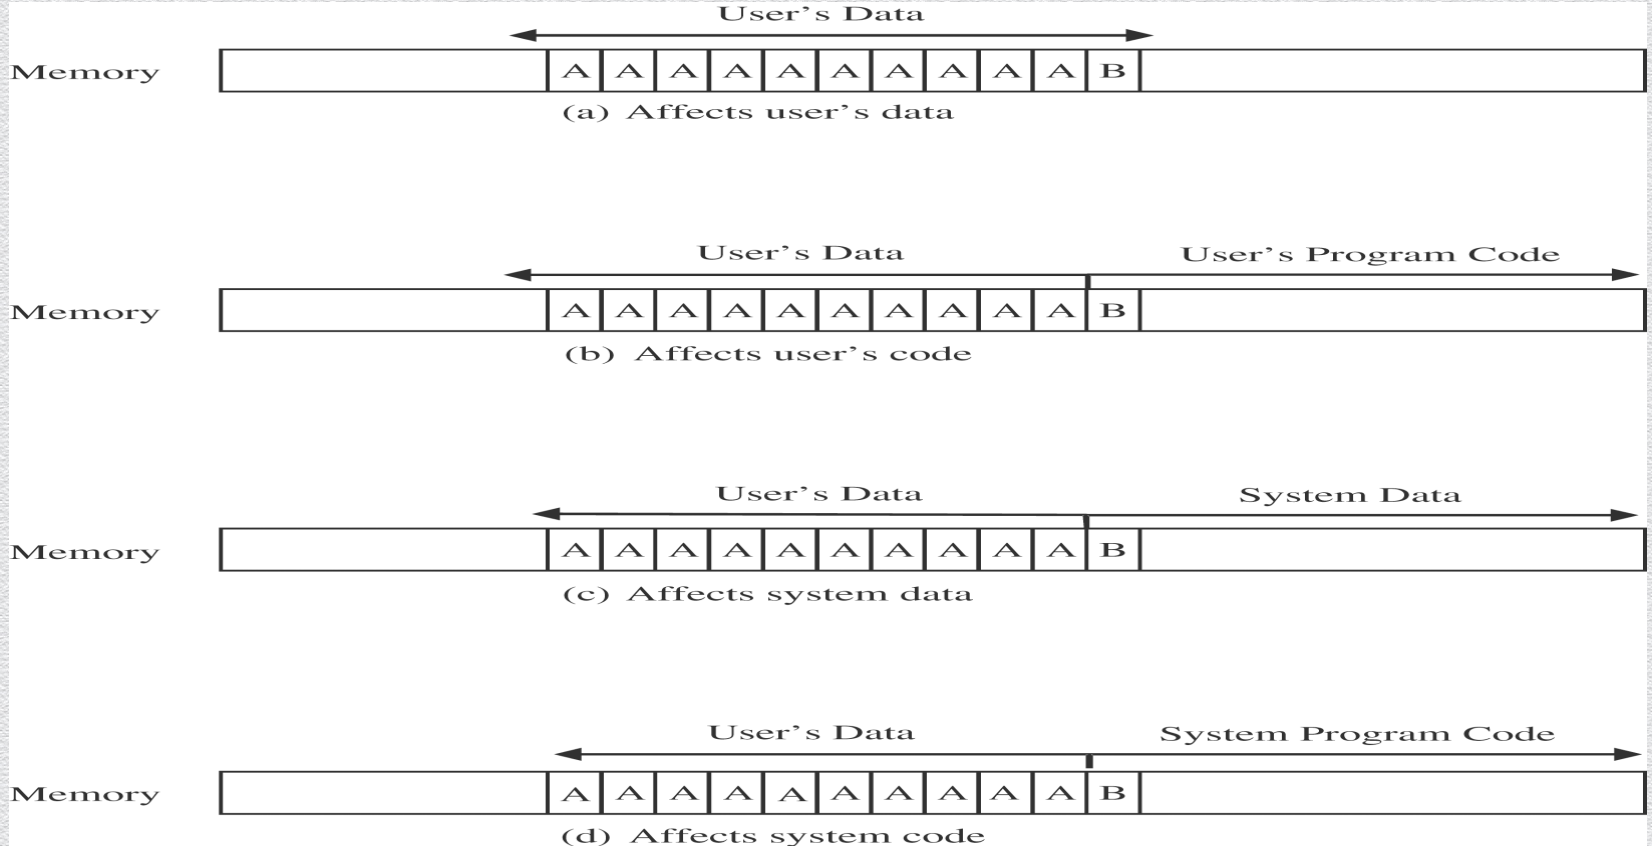 User's Data
Memory A A A A A A A A A A B
(a) Affects user's data
User's Data User's Program Code
Memory A A A A A A A A A A B
(b) Affects user's code
User's Data System Data
Memory A A A A A A A A A A B
(c) Affects system data
User's Data System Program Code
Memory A A A A A A A A A A B
(d) Affects system code